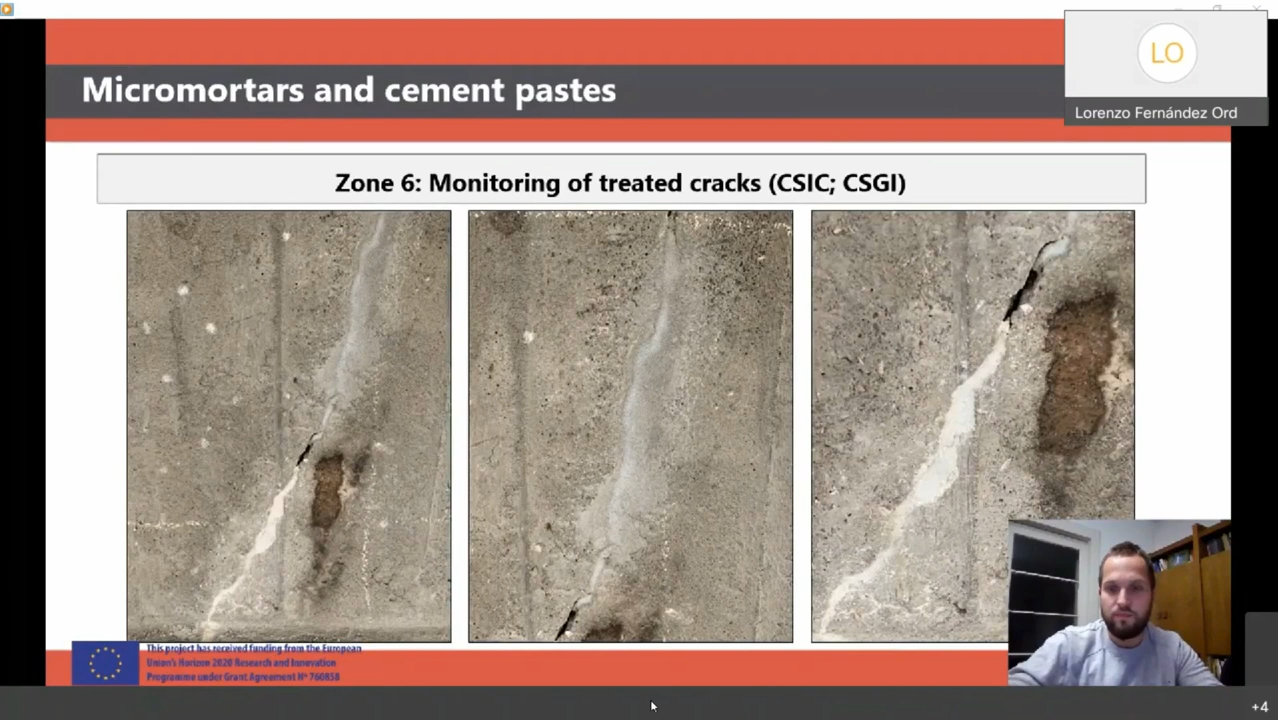 Micromortars and cement pastes
LO
Lorenzo Fernández Ord
Zone 6: Monitoring of treated cracks (CSIC; CSGI)
This project has received funding from the European
Union's Horizon 2020 Research and Innovation
Programme under Grant Agreement Nº 760858
+4